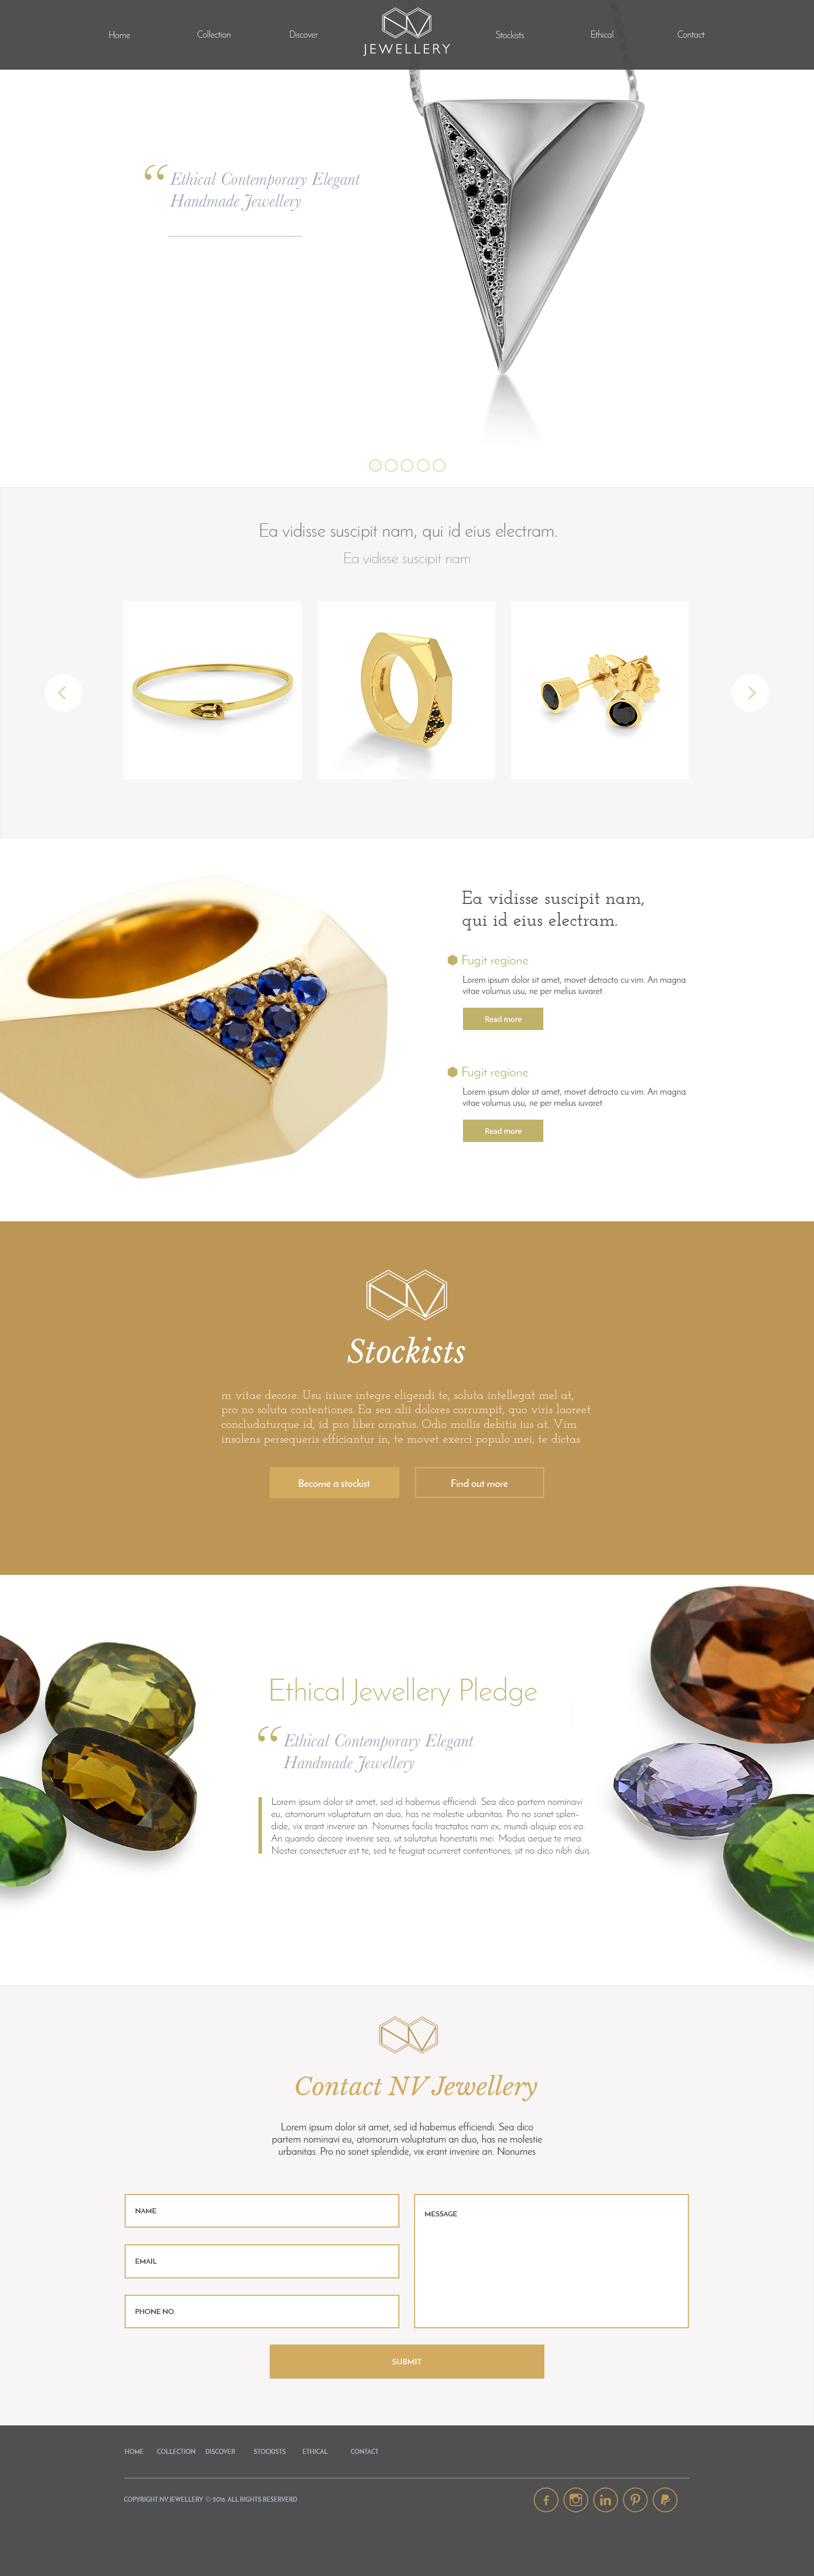 Home
Collection
Discover
NV
JEWELLERY
Stockists
Ethical
Contact
“ Ethical Contemporary Elegant
Handmade Jewellery
Ea vidisse suscipit nam, qui id eius electram.
Ea vidisse suscipit nam
Ea vidisse suscipit nam,
qui id eius electram.
Fugit regione
Lorem ipsum dolor sit amet, movet detracto cu vim. An magna
vitae volumus usu, ne per melius iuvaret.
Read more
Fugit regione
Lorem ipsum dolor sit amet, movet detracto cu vim. An magna
vitae volumus usu, ne per melius iuvaret.
Read more
NV
Stockists
m vitae decore. Usu iriure integre eligendi te, soluta intellegat mel at,
pro no soluta contentiones. Ea sea alii dolores corrumpit, quo viris laoreet
concludaturque id, id pro liber ornatus. Odio mollis debitis ius at. Vim
insolens persequeris efficiantur in, te movet exerci populo mei, te dictas
Become a stockist
Find out more
Ethical Jewellery Pledge
“ Ethical Contemporary Elegant
Handmade Jewellery
Lorem ipsum dolor sit amet, sed id habemus efficiendi. Sea dico partem nominavi
eu, atomorum voluptatum an duo, has ne molestie urbanitas. Pro no sonet splen-
dide, vix erant invenire an. Nonumes facilis tractatos nam ex, mundi aliquip eos ea.
An quando decore invenire sea, ut salutatus honestatis mei. Modus aeque te mea.
Noster consectetuer est te, sed te feugiat ocurreret contentiones, sit no dico nibh duis.
NV
Contact NV Jewellery
Lorem ipsum dolor sit amet, sed id habemus efficiendi. Sea dico
partem nominavi eu, atomorum voluptatum an duo, has ne molestie
urbanitas. Pro no sonet splendide, vix erant invenire an. Nonumes
NAME
EMAIL
PHONE NO.
MESSAGE
SUBMIT
HOME
COLLECTION
DISCOVER
STOCKISTS
ETHICAL
CONTACT
COPYRIGHT NV JEWELLERY © 2016 ALL RIGHTS RESERVERD